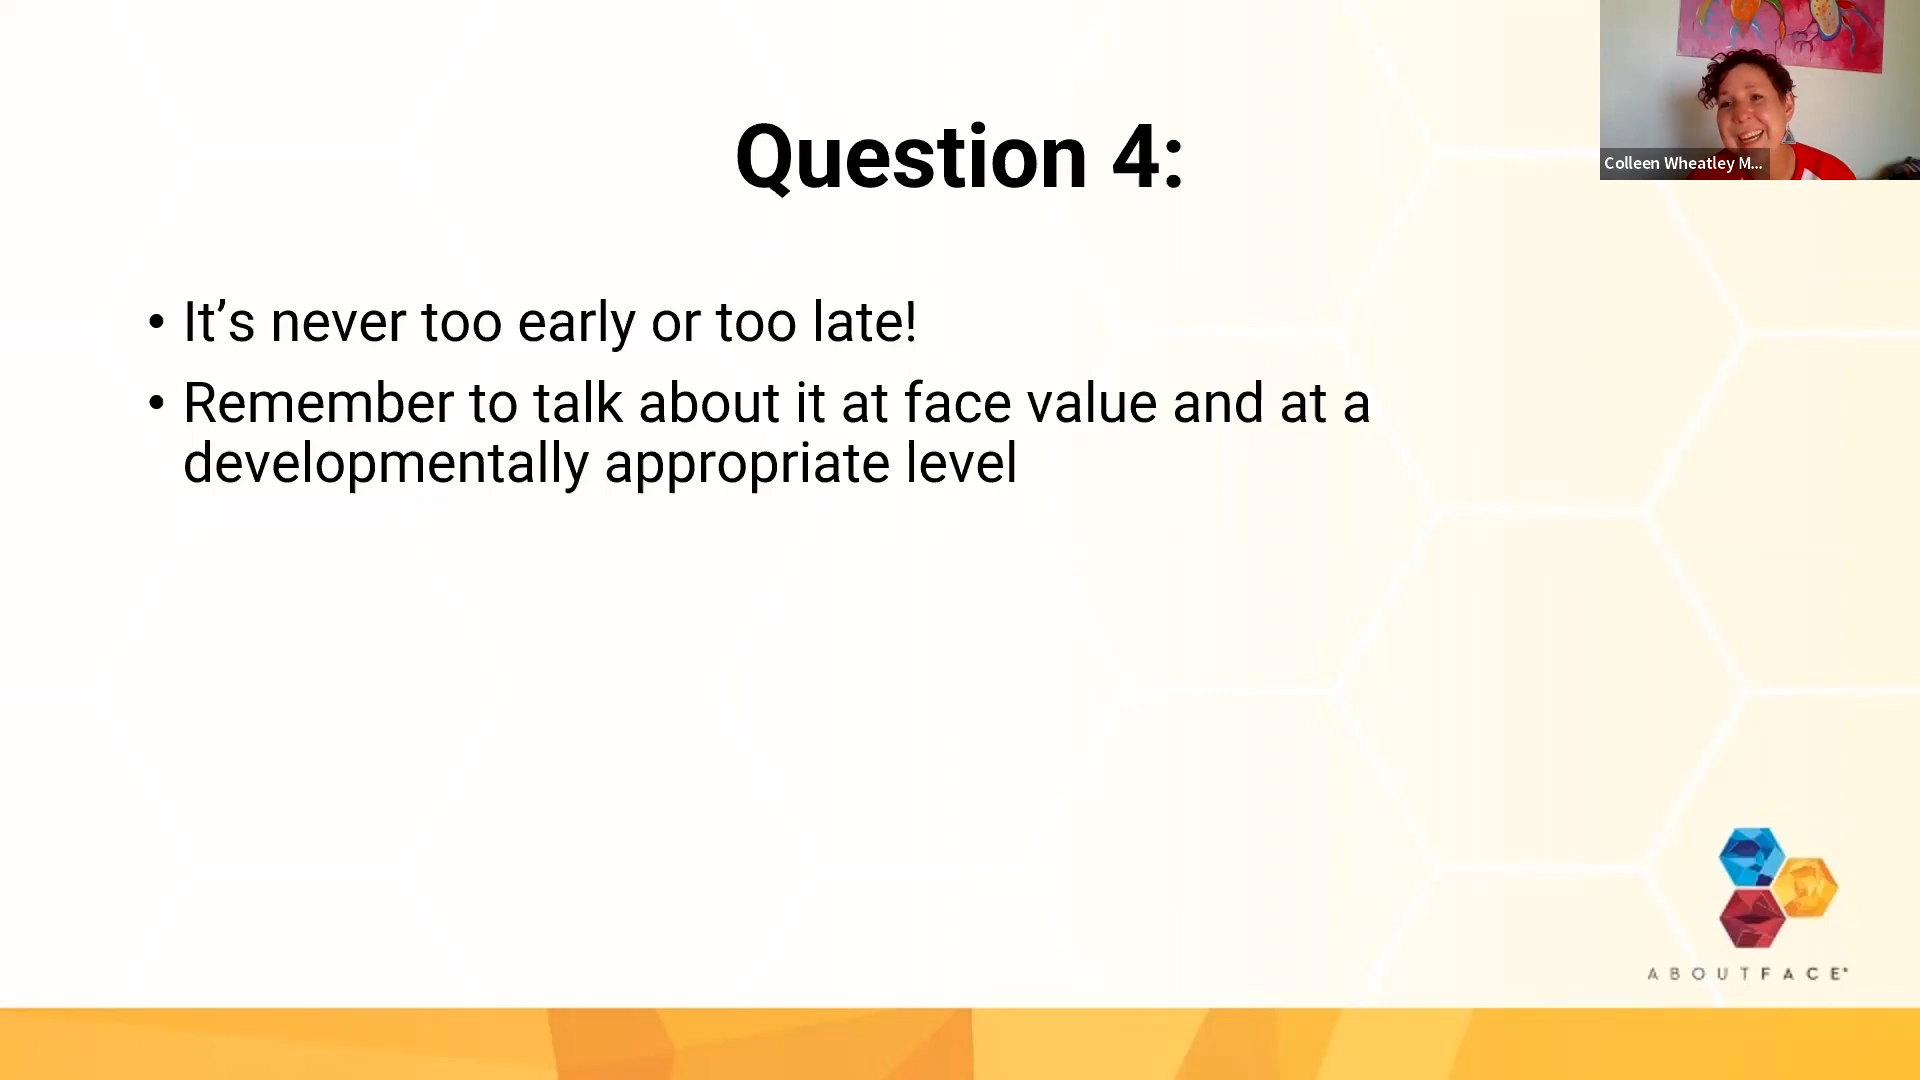 Question 4:
Colleen Wheatley M...
• It’s never too early or too late!
• Remember to talk about it at face value and at a
developmentally appropriate level
ABOUTFACE®